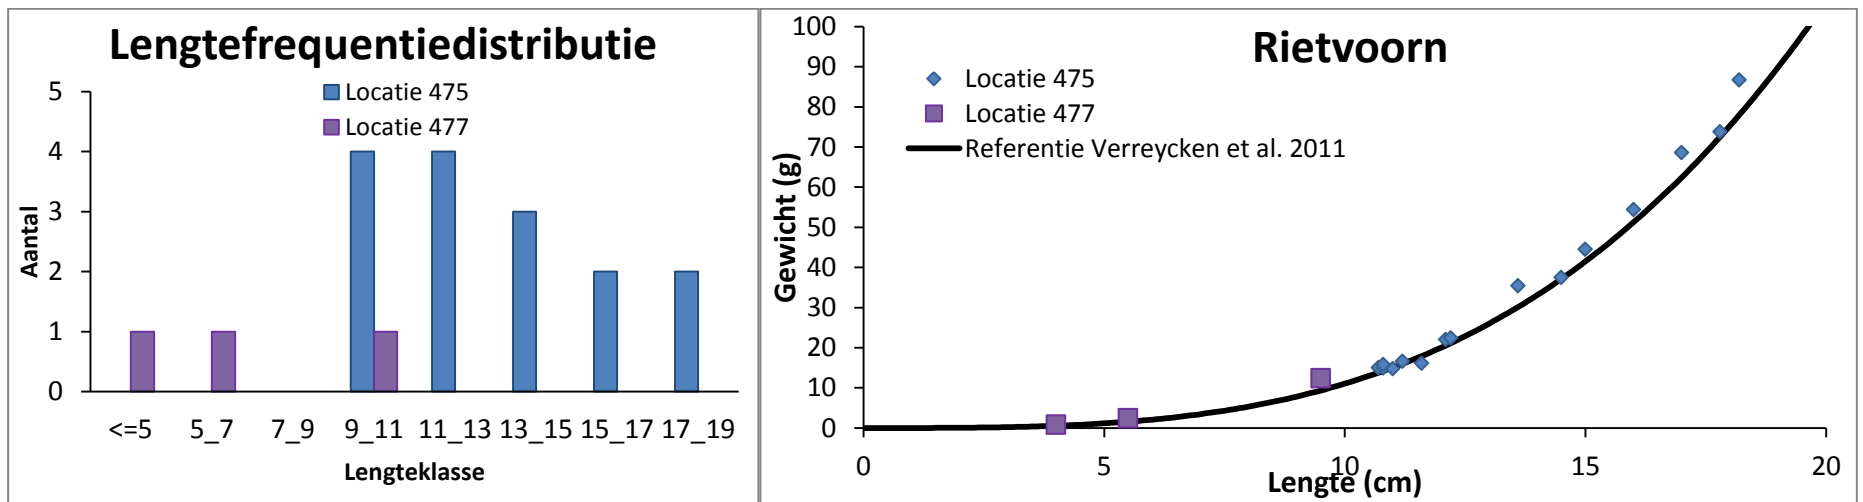 Lengtefrequentiedistributie
Locatie 475
Locatie 477
5
4
3
2
1
0
Aantal
<=5 5_7 7_9 9_11 11_13 13_15 15_17 17_19
Lengteklasse
Rietvoorn
Locatie 475
Locatie 477
Referentie Verreycken et al. 2011
100
90
80
70
60
50
40
30
20
10
0
Gewicht (g)
0 5 10 15 20
Lengte (cm)